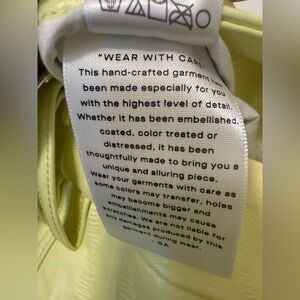 "WEAR WITH CARE
This hand-crafted garment has
been made especially for you
with the highest level of detail.
Whether it has been embellished,
coated, color treated or
distressed, it has been
thoughtfully made to bring you a
unique and alluring piece.
Wear your garments with care as
some colors may transfer, holes
may become bigger and
embellishments may cause
scratches. We are not liable for
any damages produced by this
garment during wear.
- GA